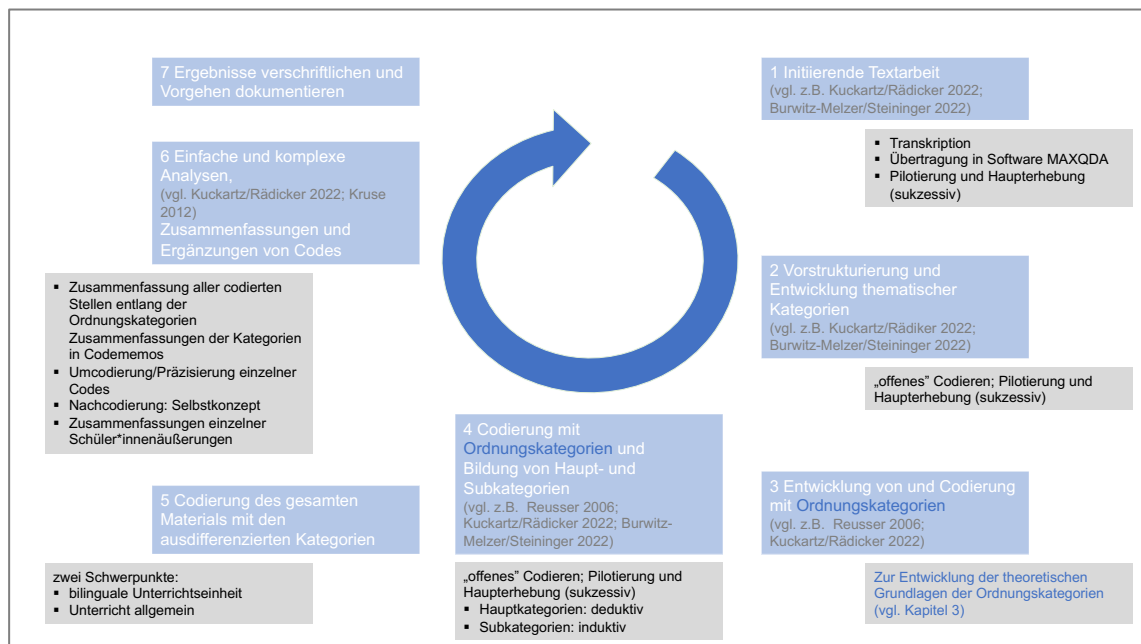 1 Initiierende Textarbeit
(vgl. z.B. Kuckartz/Rädicker 2022;
Burwitz-Melzer/Steininger 2022)
▪ Transkription
▪ Übertragung in Software MAXQDA
▪ Pilotierung und Haupterhebung
(sukzessiv)
2 Vorstrukturierung und
Entwicklung thematischer
Kategorien
(vgl. z.B. Kuckartz/Rädiker 2022;
Burwitz-Melzer/Steininger 2022)
„offenes” Codieren; Pilotierung und
Haupterhebung (sukzessiv)
3 Entwicklung von und Codierung
mit Ordnungskategorien
(vgl. z.B. Reusser 2006;
Kuckartz/Rädicker 2022)
Zur Entwicklung der theoretischen
Grundlagen der Ordnungskategorien
(vgl. Kapitel 3)
4 Codierung mit
Ordnungskategorien und
Bildung von Haupt- und
Subkategorien
(vgl. z.B. Reusser 2006;
Kuckartz/Rädicker 2022; Burwitz-
Melzer/Steininger 2022)
„offenes” Codieren; Pilotierung und
Haupterhebung (sukzessiv)
▪ Hauptkategorien: deduktiv
▪ Subkategorien: induktiv
5 Codierung des gesamten
Materials mit den
ausdifferenzierten Kategorien
zwei Schwerpunkte:
▪ bilinguale Unterrichtseinheit
▪ Unterricht allgemein
6 Einfache und komplexe
Analysen,
(vgl. Kuckartz/Rädicker 2022; Kruse
2012)
Zusammenfassungen und
Ergänzungen von Codes
▪ Zusammenfassung aller codierten
Stellen entlang der
Ordnungskategorien
Zusammenfassungen der Kategorien
in Codememos
▪ Umcodierung/Präzisierung einzelner
Codes
▪ Nachcodierung: Selbstkonzept
▪ Zusammenfassungen einzelner
Schüler*innenäußerungen
7 Ergebnisse verschriftlichen und
Vorgehen dokumentieren